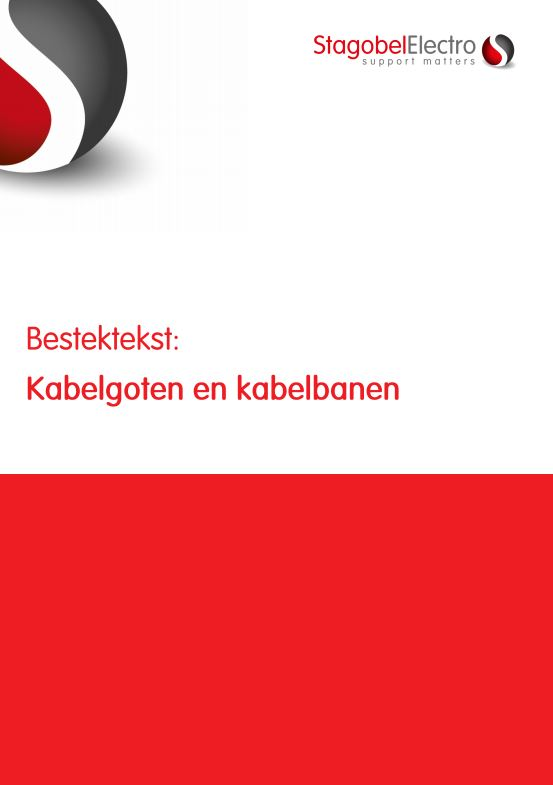 StagobelElectro
support matters
Bestektekst:
Kabelgoten en kabelbanen